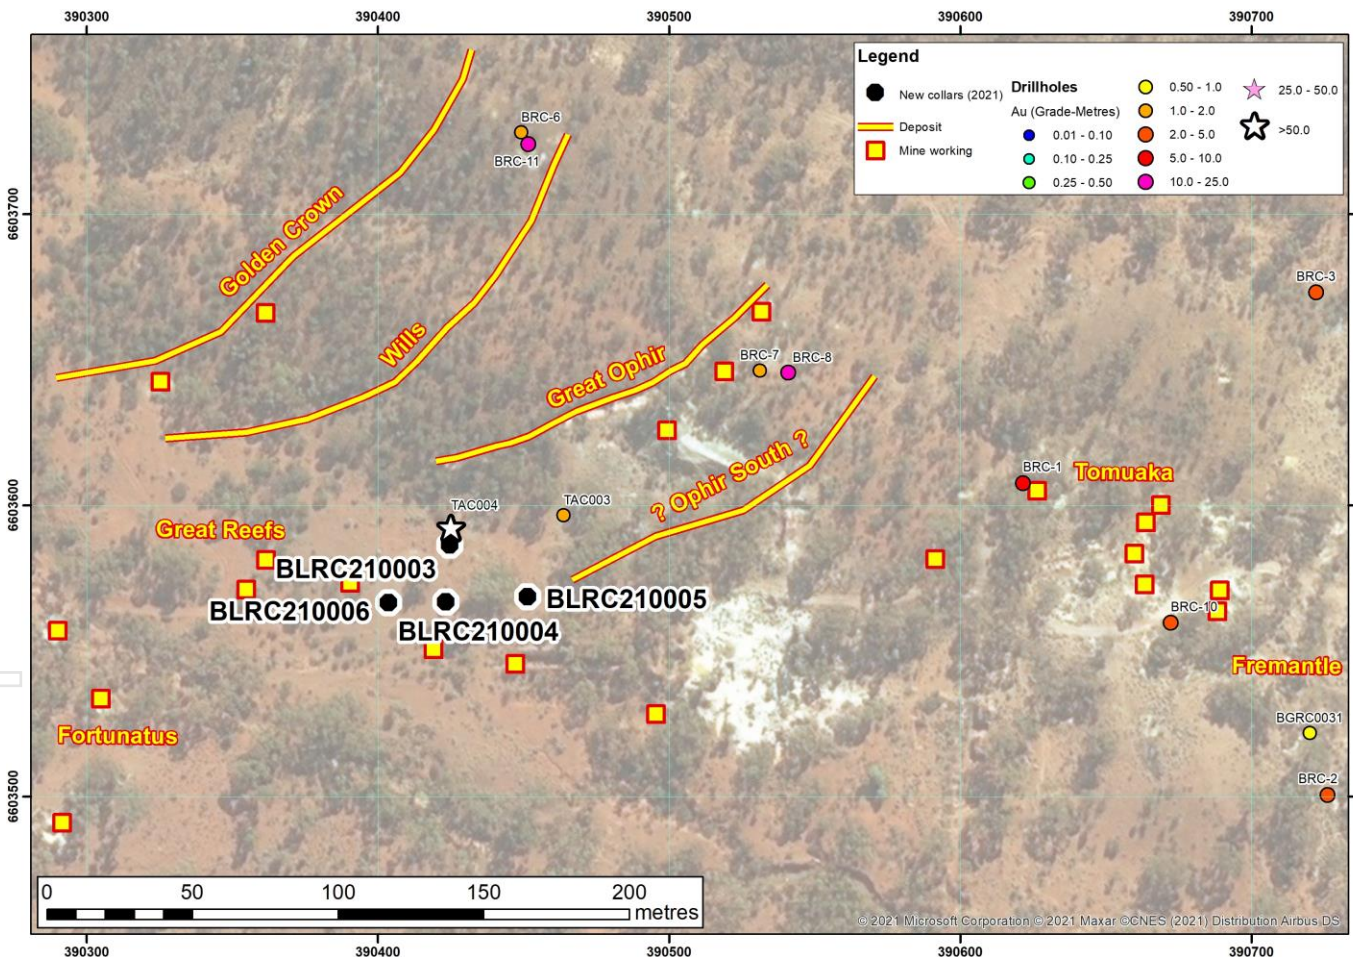 390300
390400
390500
390600
390700
Legend
New collars (2021)
Deposit
Mine working
Drillholes
Au (Grade-Metres)
0.01 - 0.10
0.10 - 0.25
0.25 - 0.50
0.50 - 1.0
1.0 - 2.0
2.0 - 5.0
5.0 - 10.0
10.0 - 25.0
25.0 - 50.0
>50.0
BRC-6
BRC-11
6603700
6603700
Golden Crown
BRC-3
Wills
Great Ophir
BRC-7
BRC-8
? Ophir South ?
BRC-1
Tomuaka
TAC004
TAC003
6603600
6603600
Great Reefs
BLRC210003
BLRC210006
BLRC210005
BLRC210004
BRC-10
Fremantle
Fortunatus
BGRC0031
BRC-2
6603500
6603500
0
50
100
150
200
metres
© 2021 Microsoft Corporation © 2021 Maxar ©CNES (2021) Distribution Airbus DS
390300
390400
390500
390600
390700